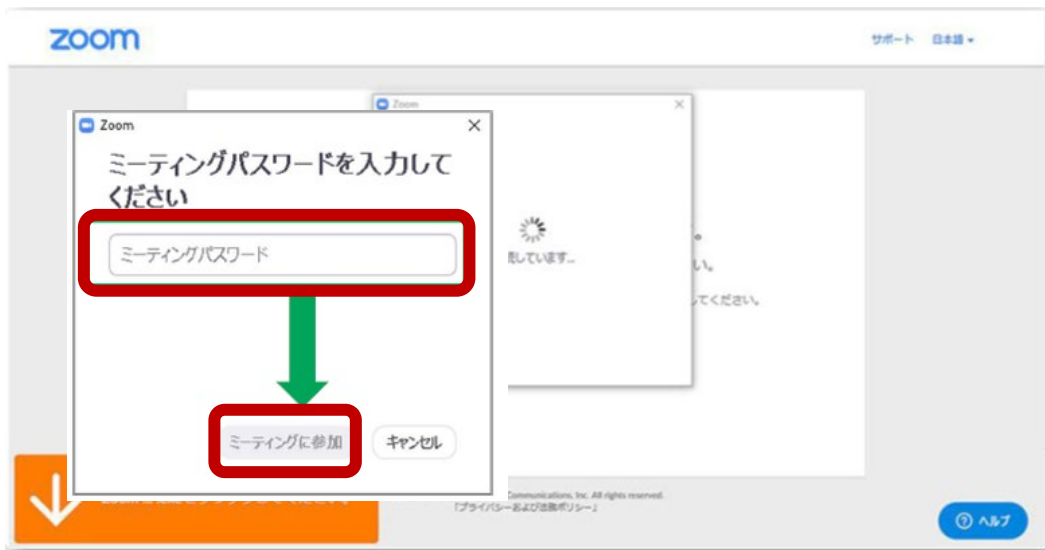 zoom
サポート 日本語
Zoom
Zoom
ミーティングパスワードを入力して
ください
ミーティングパスワード
しています...
。
い。
してください。
ミーティングに参加
キャンセル
Communications, Inc. All rights reserved.
「プライバシーおよび法務ポリシー」
ヘルプ